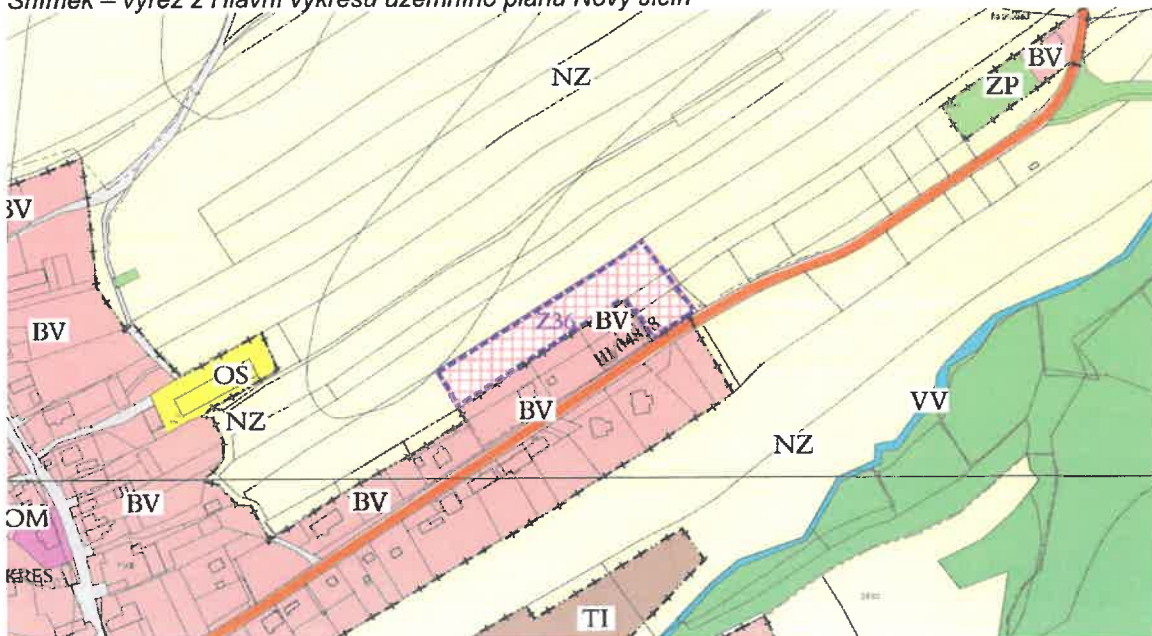 Snímek – výřez z Hlavní výkresu územního plánu Nový Jičín
NZ
BV
ZP
BV
BV
Z36
BV
OS
NZ
BV
VV
NZ
BV
BV
OM
TI